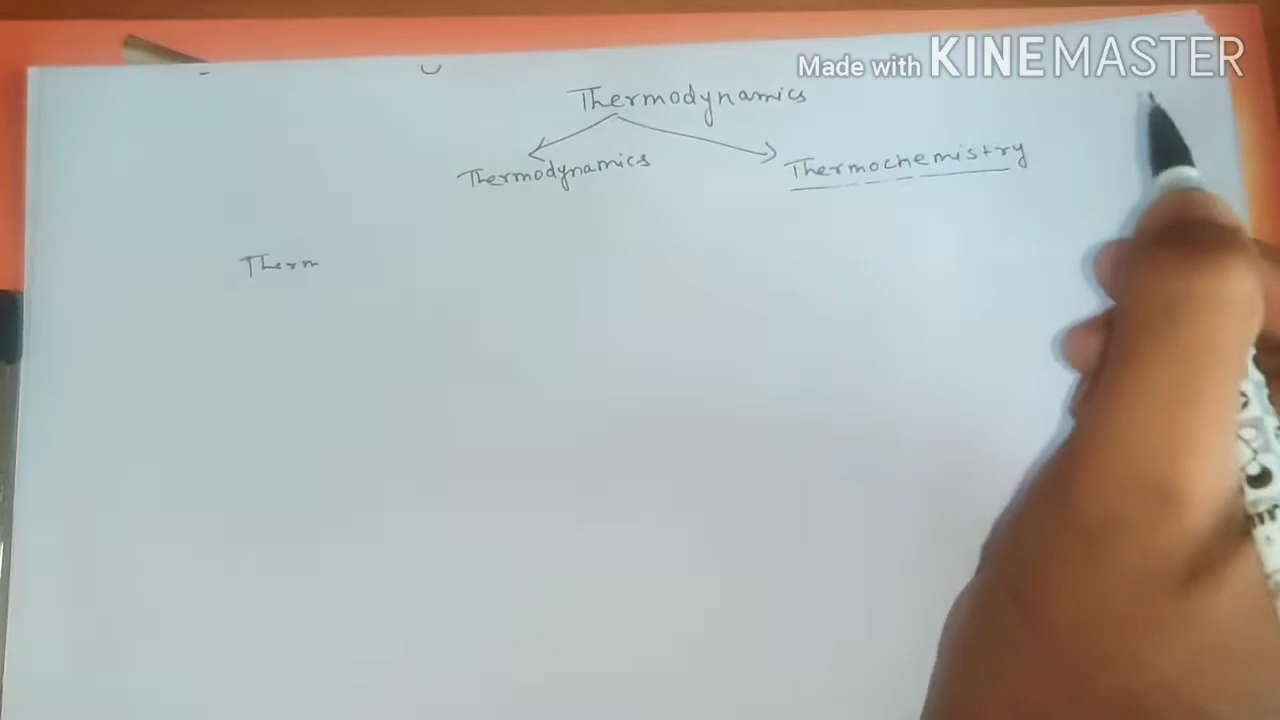 Made with KINEMASTER
Thermodynamics
Thermodynamics
Thermochemistry
Therm